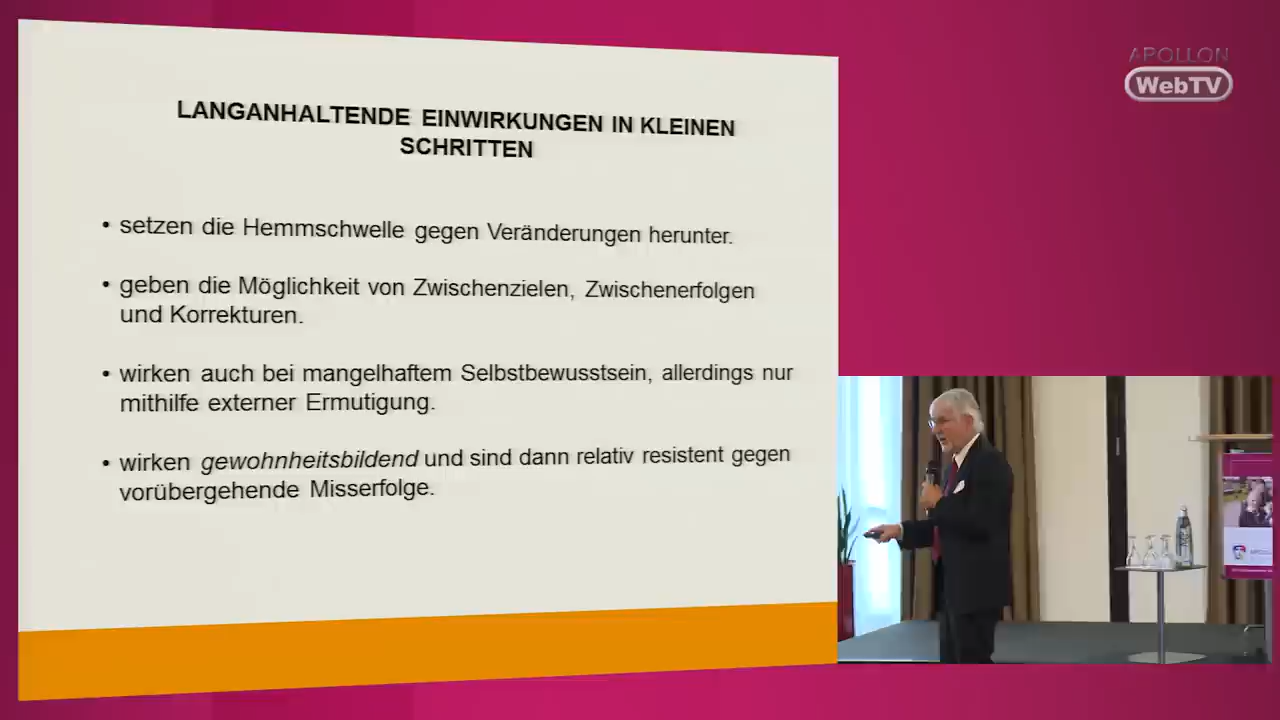 LANGANHALTENDE EINWIRKUNGEN IN KLEINEN
SCHRITTEN
• setzen die Hemmschwelle gegen Veränderungen herunter.
• geben die Möglichkeit von Zwischenzielen, Zwischenerfolgen
und Korrekturen.
• wirken auch bei mangelhaftem Selbstbewusstsein, allerdings nur
mithilfe externer Ermutigung.
• wirken gewohnheitsbildend und sind dann relativ resistent gegen
vorübergehende Misserfolge.
APOLLON
WebTV